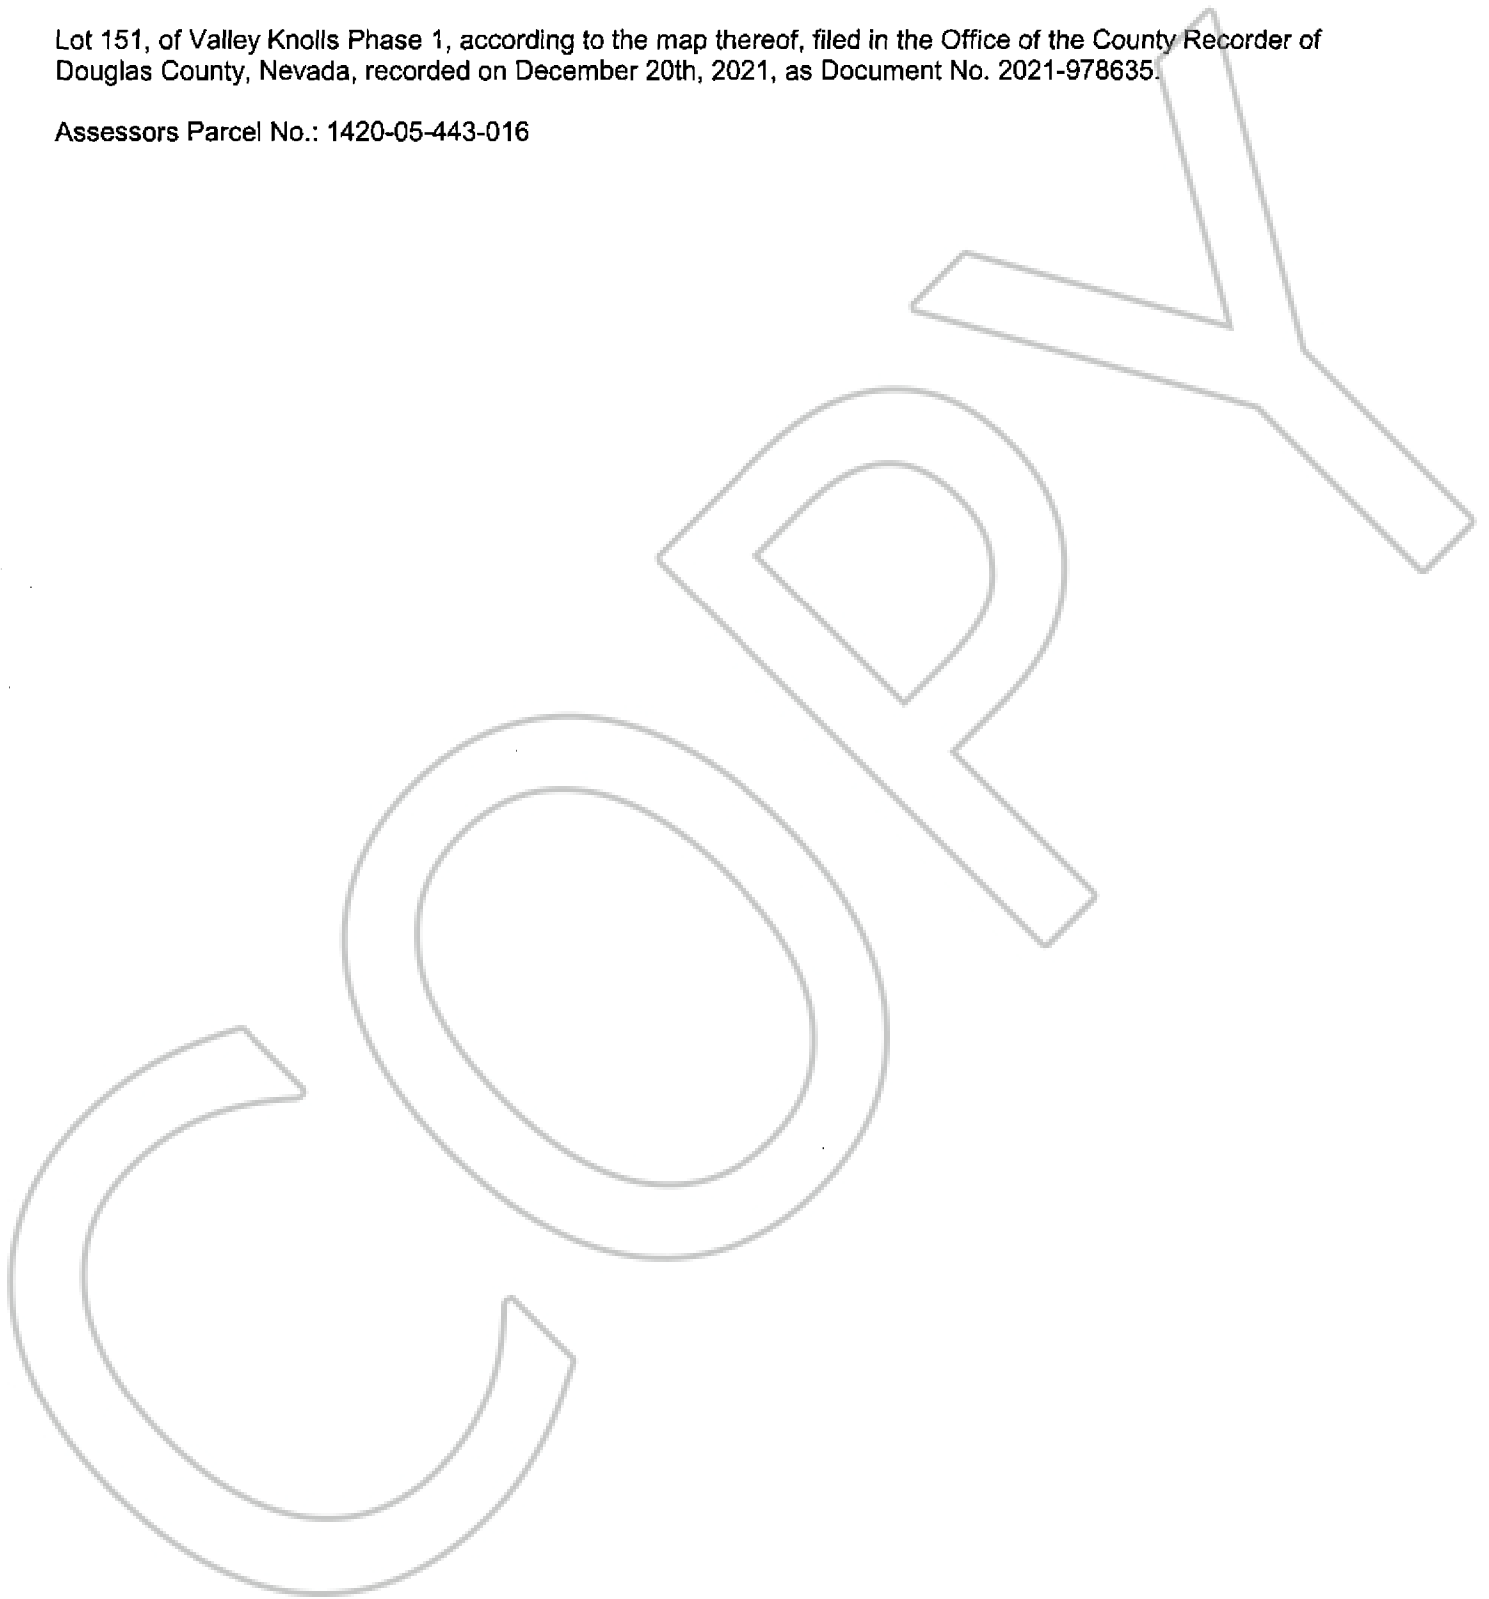 Lot 151, of Valley Knolls Phase 1, according to the map thereof, filed in the Office of the County Recorder of
Douglas County, Nevada, recorded on December 20th, 2021, as Document No. 2021-978635.
Assessors Parcel No.: 1420-05-443-016
COPY